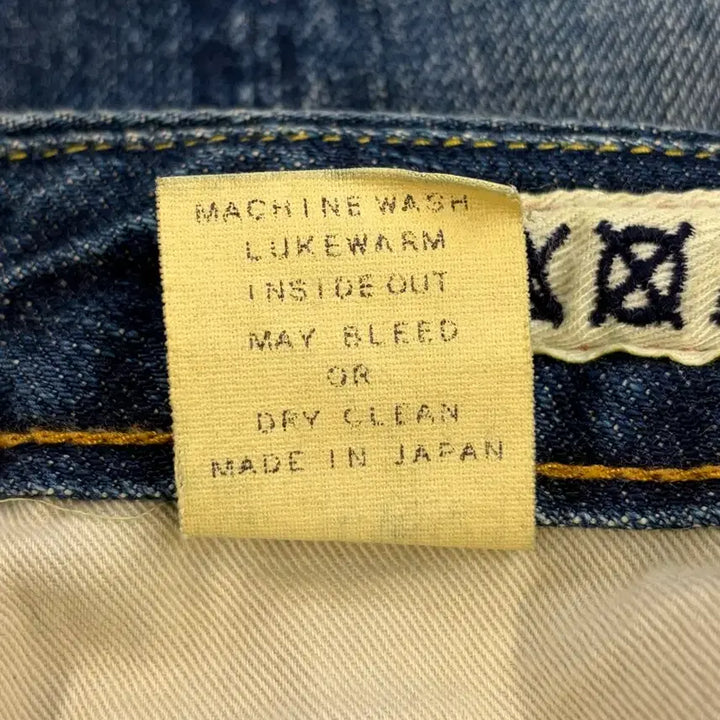 MACHINE WASH
LUKEWARM
INSIDE OUT
MAY BLEED
OR
DRY CLEAN
MADE IN JAPAN